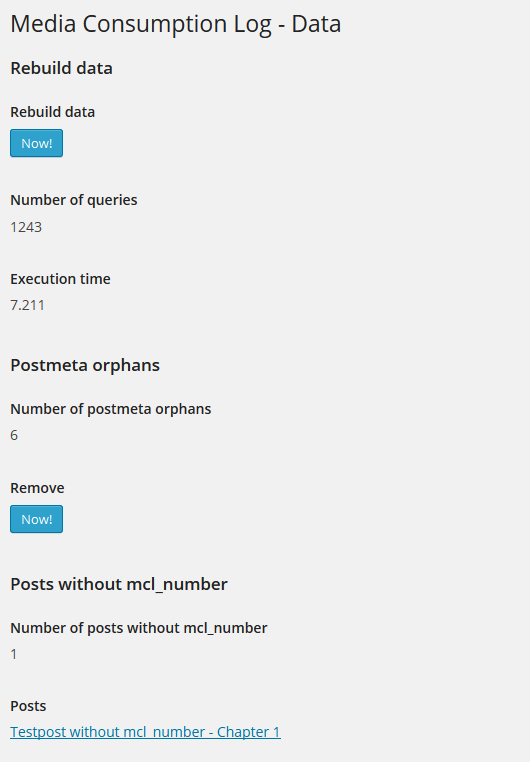 Media Consumption Log - Data
Rebuild data
Rebuild data
Now!
Number of queries
1243
Execution time
7.211
Postmeta orphans
Number of postmeta orphans
6
Remove
Now!
Posts without mcl_number
Number of posts without mcl_number
1
Posts
Testpost without mcl_number - Chapter 1